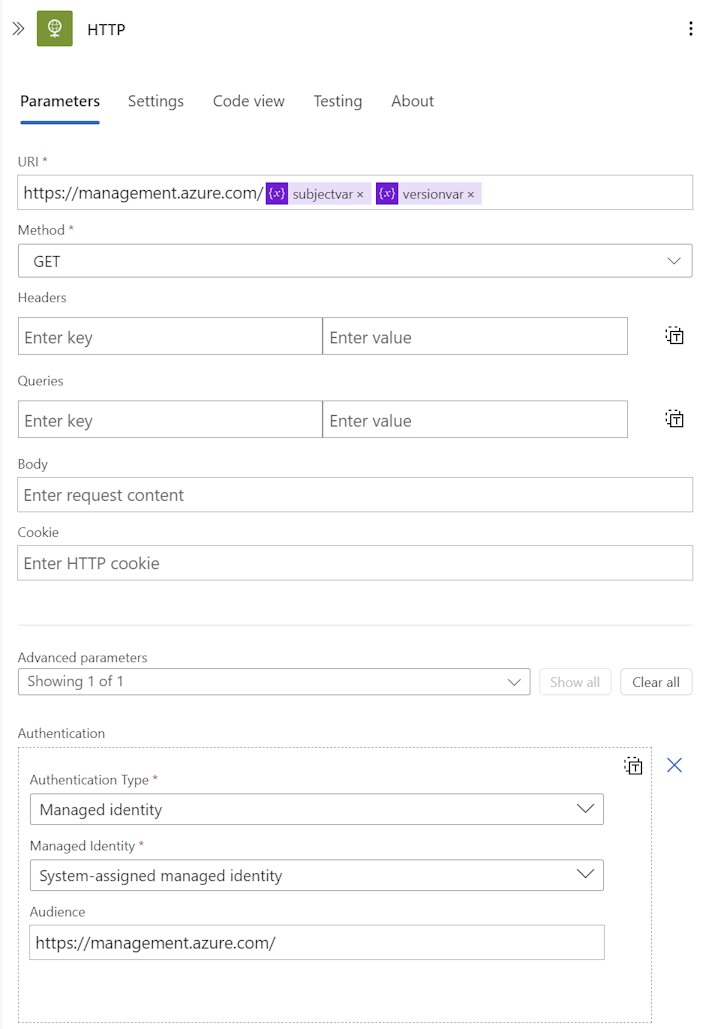 HTTP
Parameters Settings Code view Testing About
URI *
https://management.azure.com/ {x} subjectvar × {x} versionvar ×
Method *
GET
Headers
Enter key Enter value
Queries
Enter key Enter value
Body
Enter request content
Cookie
Enter HTTP cookie
Advanced parameters
Showing 1 of 1 Show all Clear all
Authentication
Authentication Type *
Managed identity
Managed Identity *
System-assigned managed identity
Audience
https://management.azure.com/